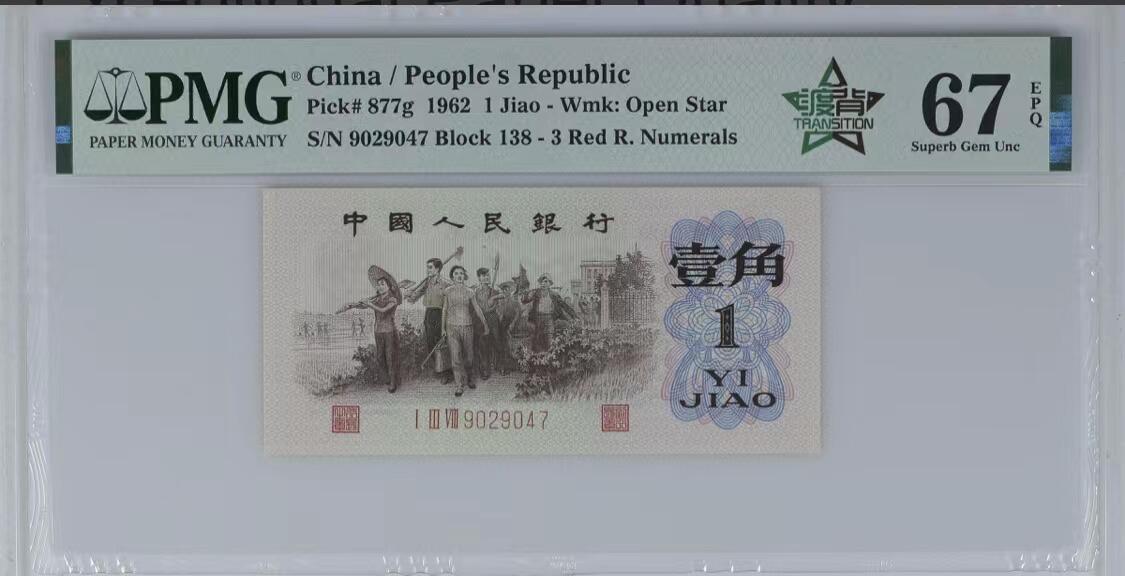 PMG®
PAPER MONEY GUARANTY
China / People's Republic
Pick# 877g 1962 1 Jiao - Wmk: Open Star
S/N 9029047 Block 138 - 3 Red R. Numerals
渡背
TRANSITION
67
EPQ
Superb Gem Unc
中國人民銀行
壹角
1
YI
JIAO
I III VIII 9029047